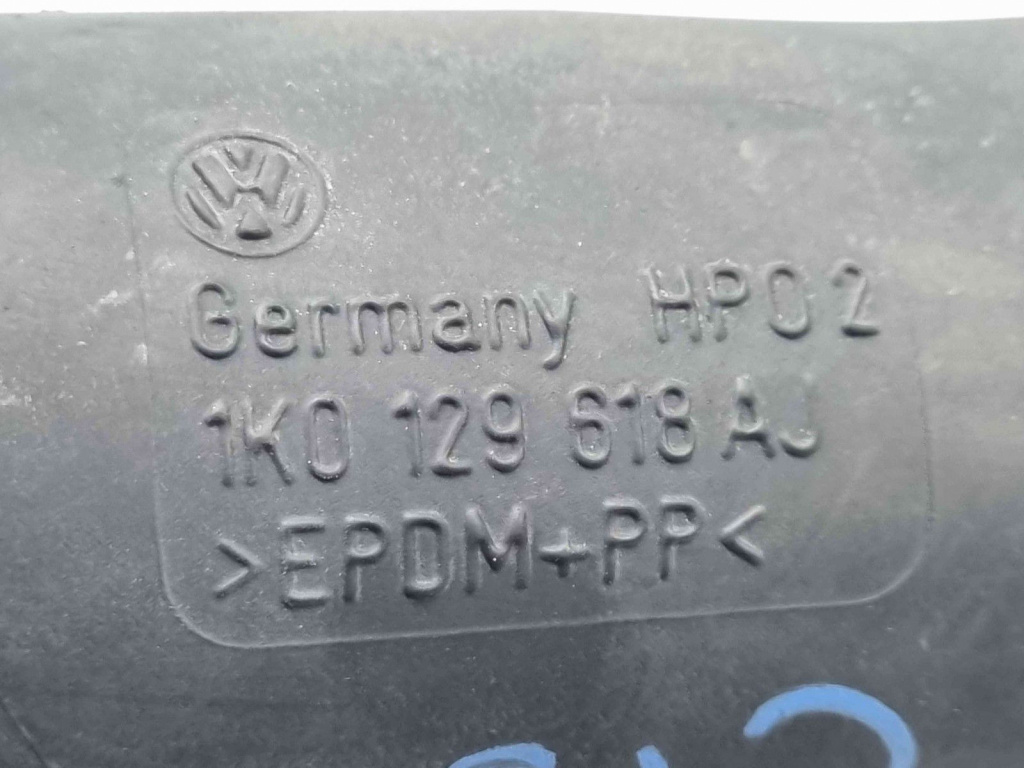 Germany HP02
1K0 129 618 AJ
>EPDM+PP<